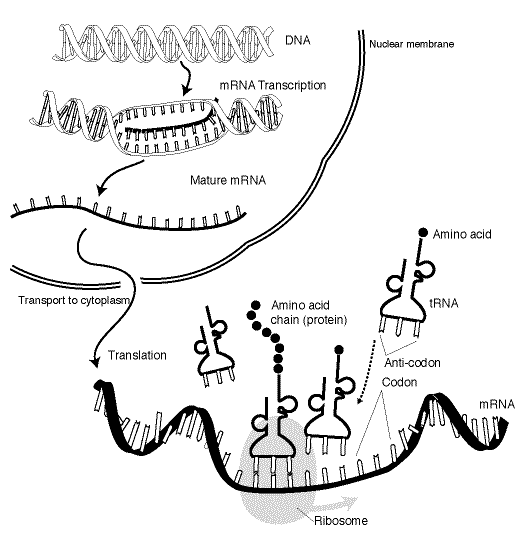 DNA
Nuclear membrane
mRNA Transcription
Mature mRNA
Amino acid
Transport to cytoplasm
Amino acid
chain (protein)
tRNA
Translation
Anti-codon
Codon
mRNA
Ribosome